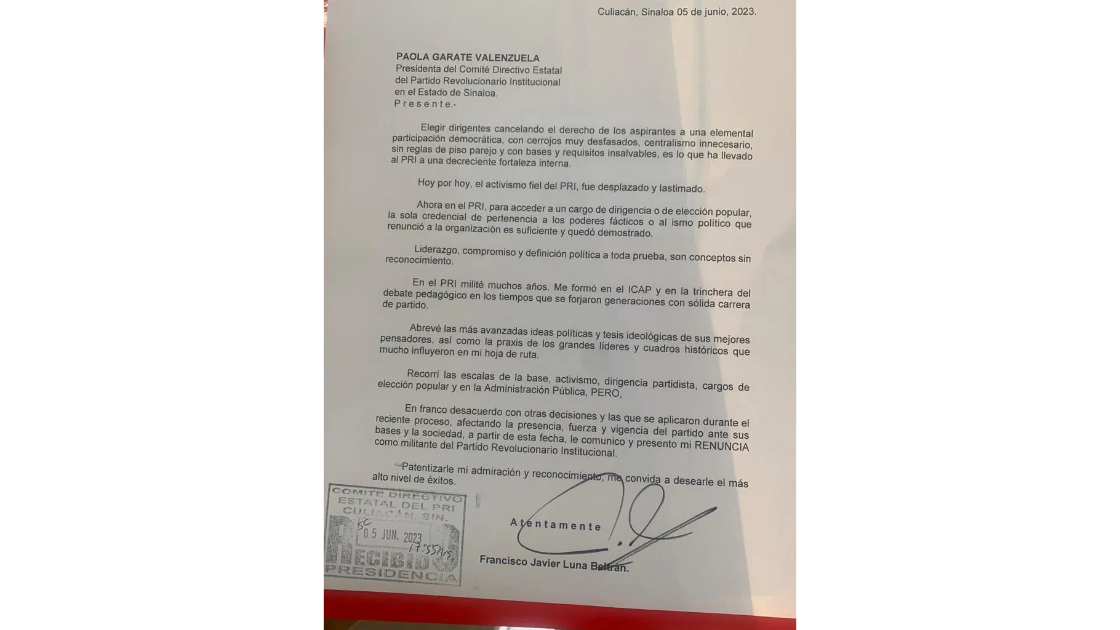 Culiacán, Sinaloa 05 de junio, 2023.
PAOLA GARATE VALENZUELA
Presidenta del Comité Directivo Estatal
del Partido Revolucionario Institucional
en el Estado de Sinaloa.
P r e s e n t e.-
Elegir dirigentes cancelando el derecho de los aspirantes a una elemental
participación democrática, con cerrojos muy desfasados, centralismo innecesario,
sin reglas de piso parejo y con bases y requisitos insalvables, es lo que ha llevado
al PRI a una decreciente fortaleza interna.
Hoy por hoy, el activismo fiel del PRI, fue desplazado y lastimado.
Ahora en el PRI, para acceder a un cargo de dirigencia o de elección popular,
la sola credencial de pertenencia a los poderes fácticos o al ismo político que
renunció a la organización es suficiente y quedó demostrado.
Liderazgo, compromiso y definición política a toda prueba, son conceptos sin
reconocimiento.
En el PRI milité muchos años. Me formó en el ICAP y en la trinchera del
debate pedagógico en los tiempos que se forjaron generaciones con sólida carrera
de partido.
Abrevé las más avanzadas ideas políticas y tesis ideológicas de sus mejores
pensadores, así como la praxis de los grandes líderes y cuadros históricos que
mucho influyeron en mi hoja de ruta.
Recorrí las escalas de la base, activismo, dirigencia partidista, cargos de
elección popular y en la Administración Pública, PERO,
En franco desacuerdo con otras decisiones y las que se aplicaron durante el
reciente proceso, afectando la presencia, fuerza y vigencia del partido ante sus
bases y la sociedad, a partir de esta fecha, le comunico y presento mi RENUNCIA
como militante del Partido Revolucionario Institucional.
Patentizarle mi admiración y reconocimiento, me convida a desearle el más
alto nivel de éxitos.
COMITÉ DIRECTIVO
ESTATAL DEL PRI
CULIACÁN, SIN.
05 JUN. 2023
RECIBIDO
PRESIDENCIA
A t e n t a m e n t e
Francisco Javier Luna Beltrán.